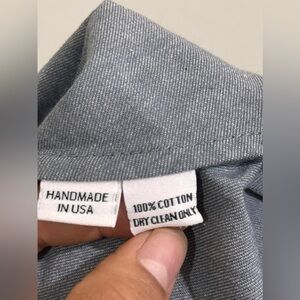 HANDMADE
IN USA
100% COTTON
DRY CLEAN ONLY